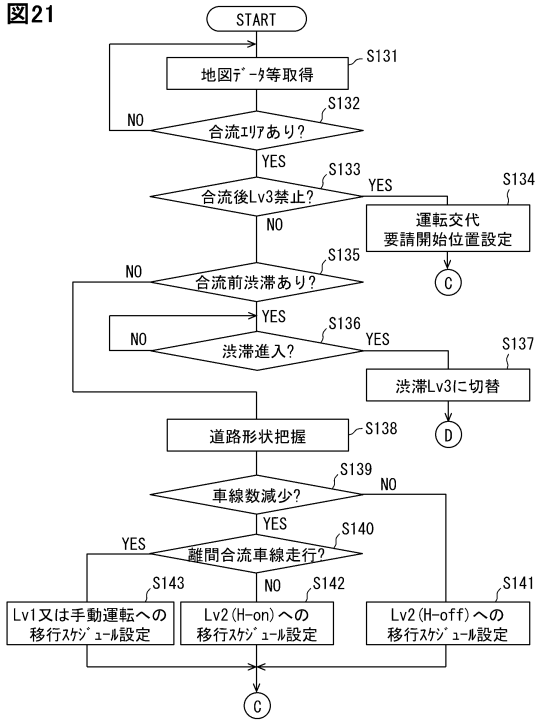 図21
START
S131
地図ﾃﾞｰﾀ等取得
S132
合流ｴﾘｱあり?
NO
YES
S133
合流後Lv3禁止?
YES
NO
S134
運転交代
要請開始位置設定
C
S135
合流前渋滞あり?
NO
YES
S136
渋滞進入?
NO
YES
S137
渋滞Lv3に切替
D
S138
道路形状把握
S139
車線数減少?
NO
YES
S140
離間合流車線走行?
YES
NO
S143
Lv1又は手動運転への
移行ｽｹｼﾞｭｰﾙ設定
S142
Lv2(H-on)への
移行ｽｹｼﾞｭｰﾙ設定
S141
Lv2(H-off)への
移行ｽｹｼﾞｭｰﾙ設定
C